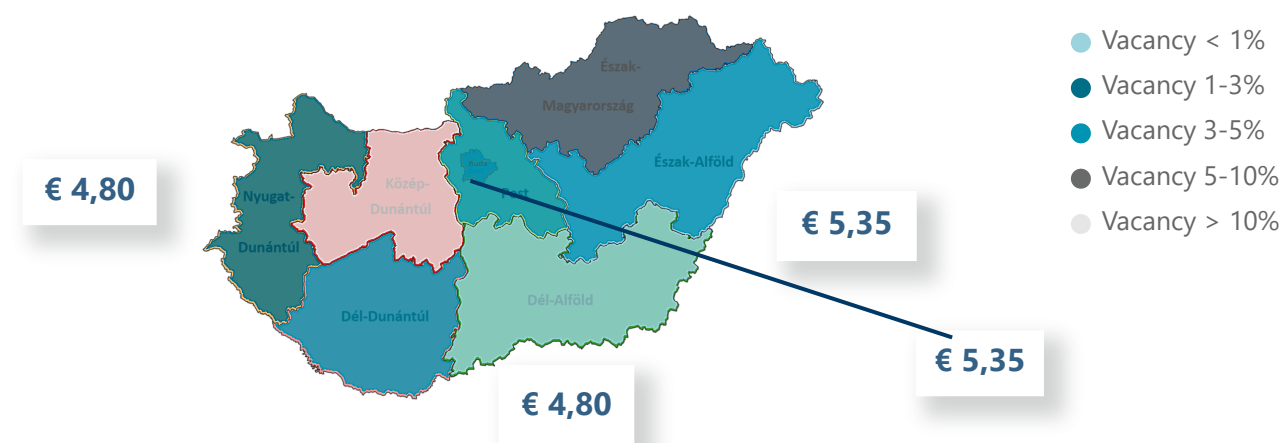 Vacancy < 1%
Vacancy 1-3%
Vacancy 3-5%
Vacancy 5-10%
Vacancy > 10%
Észak-
Magyarország
Észak-Alföld
Buda
Pest
Közép-
Dunántúl
Nyugat-
Dunántúl
Dél-Dunántúl
Dél-Alföld
€ 4,80
€ 5,35
€ 5,35
€ 4,80